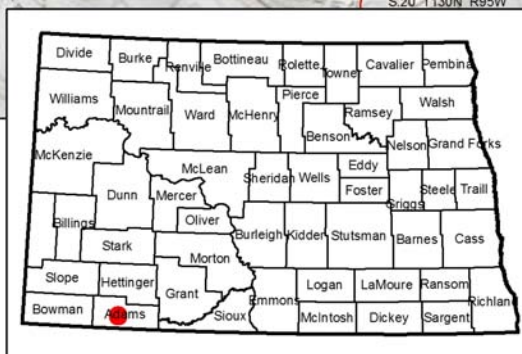 S.20 T130N R95W
Divide
Burke
Renville
Bottineau
Rolette
Towner
Cavalier
Pembina
Williams
Mountrail
Ward
McHenry
Pierce
Benson
Ramsey
Walsh
McKenzie
McLean
Sheridan
Wells
Eddy
Foster
Nelson
Grand Forks
Dunn
Mercer
Oliver
Billings
Burleigh
Kidder
Stutsman
Griggs
Steele
Traill
Stark
Morton
Barnes
Cass
Slope
Hettinger
Grant
Emmons
Logan
LaMoure
Ransom
Richland
Bowman
Adams
Sioux
McIntosh
Dickey
Sargent